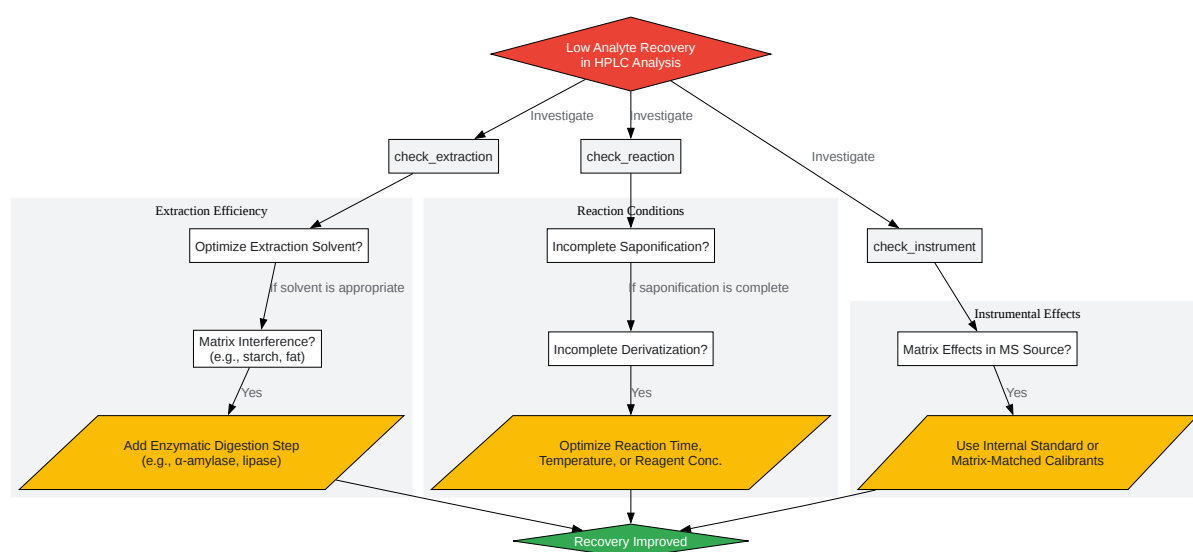 Low Analyte Recovery
in HPLC Analysis
Investigate
Investigate
Investigate
check_extraction
check_reaction
check_instrument
Extraction Efficiency
Optimize Extraction Solvent?
If solvent is appropriate
Matrix Interference?
(e.g., starch, fat)
Yes
Add Enzymatic Digestion Step
(e.g., α-amylase, lipase)
Reaction Conditions
Incomplete Saponification?
If saponification is complete
Incomplete Derivatization?
Yes
Optimize Reaction Time,
Temperature, or Reagent Conc.
Instrumental Effects
Matrix Effects in MS Source?
Yes
Use Internal Standard or
Matrix-Matched Calibrants
Recovery Improved